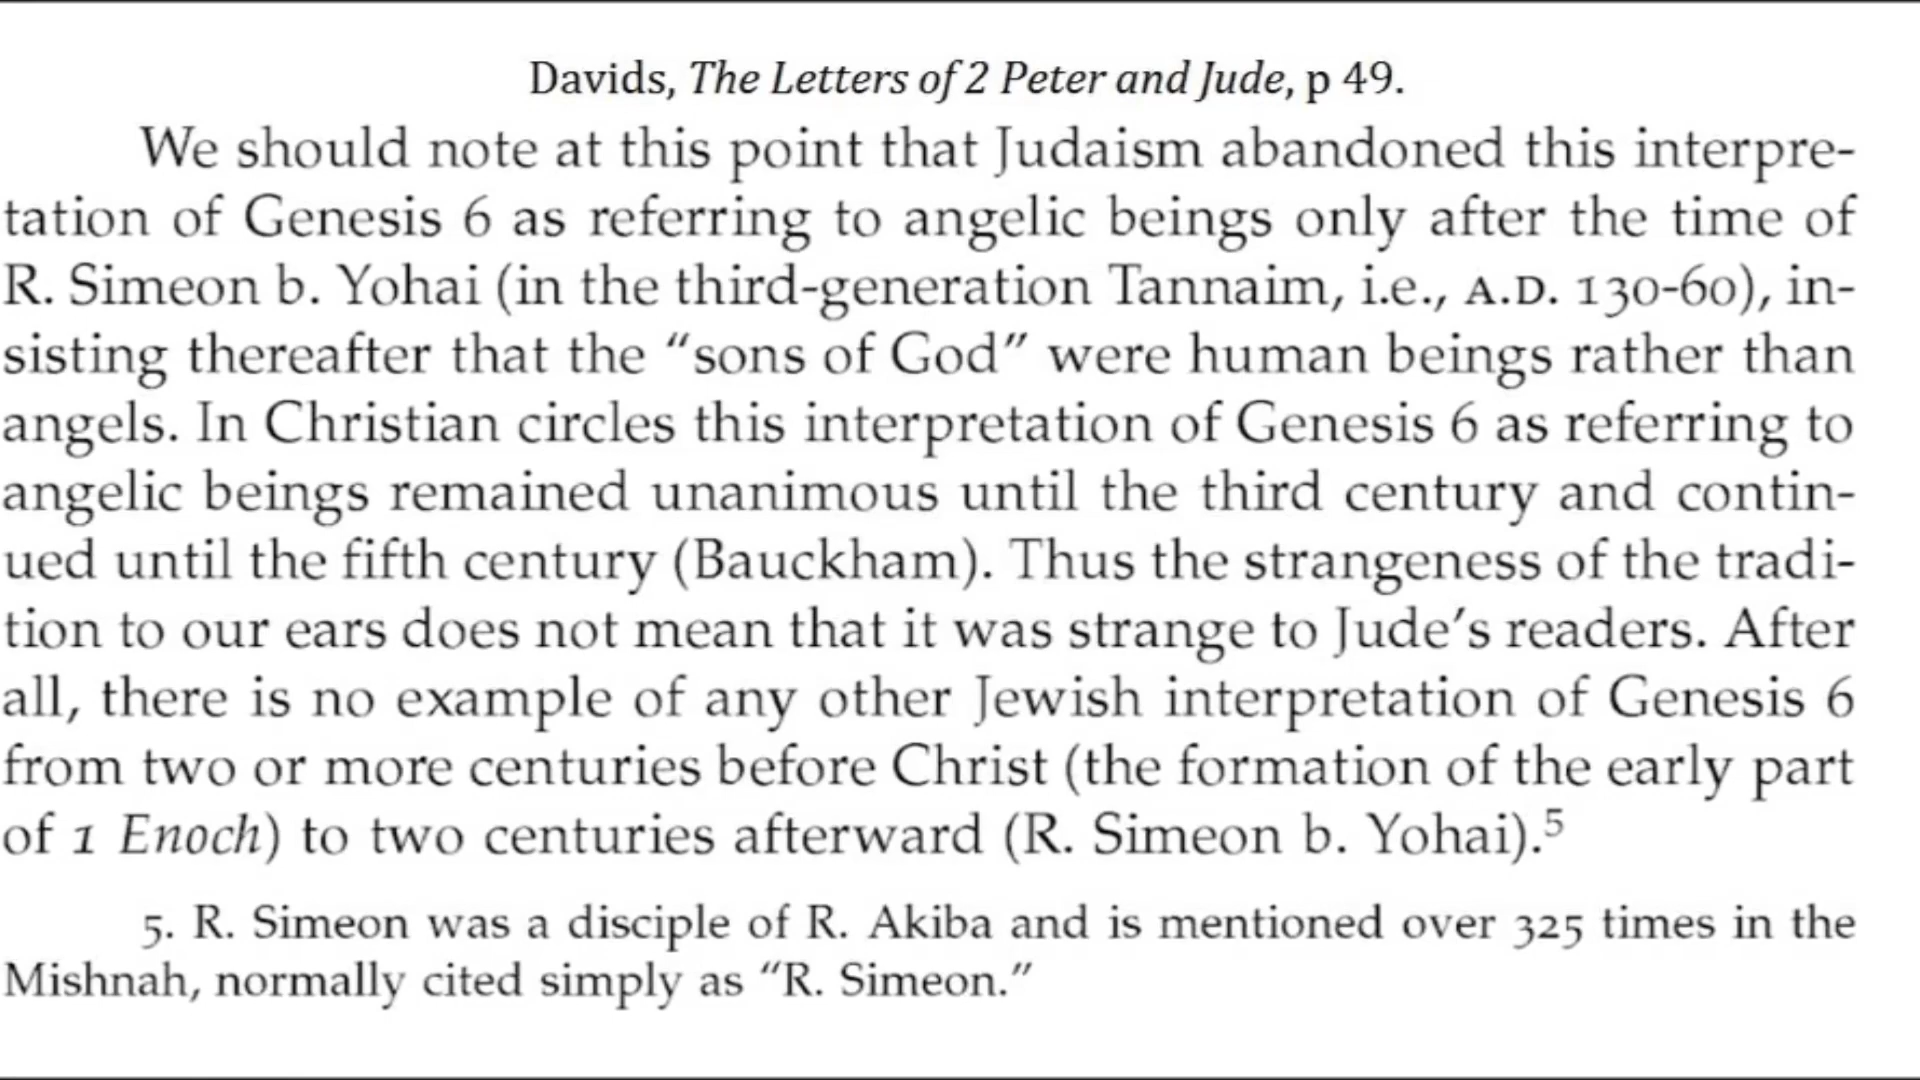 Davids, The Letters of 2 Peter and Jude, p 49.
We should note at this point that Judaism abandoned this interpre-
tation of Genesis 6 as referring to angelic beings only after the time of
R. Simeon b. Yohai (in the third-generation Tannaim, i.e., A.D. 130-60), in-
sisting thereafter that the “sons of God” were human beings rather than
angels. In Christian circles this interpretation of Genesis 6 as referring to
angelic beings remained unanimous until the third century and contin-
ued until the fifth century (Bauckham). Thus the strangeness of the tradi-
tion to our ears does not mean that it was strange to Jude’s readers. After
all, there is no example of any other Jewish interpretation of Genesis 6
from two or more centuries before Christ (the formation of the early part
of 1 Enoch) to two centuries afterward (R. Simeon b. Yohai).⁵
5. R. Simeon was a disciple of R. Akiba and is mentioned over 325 times in the
Mishnah, normally cited simply as “R. Simeon.”